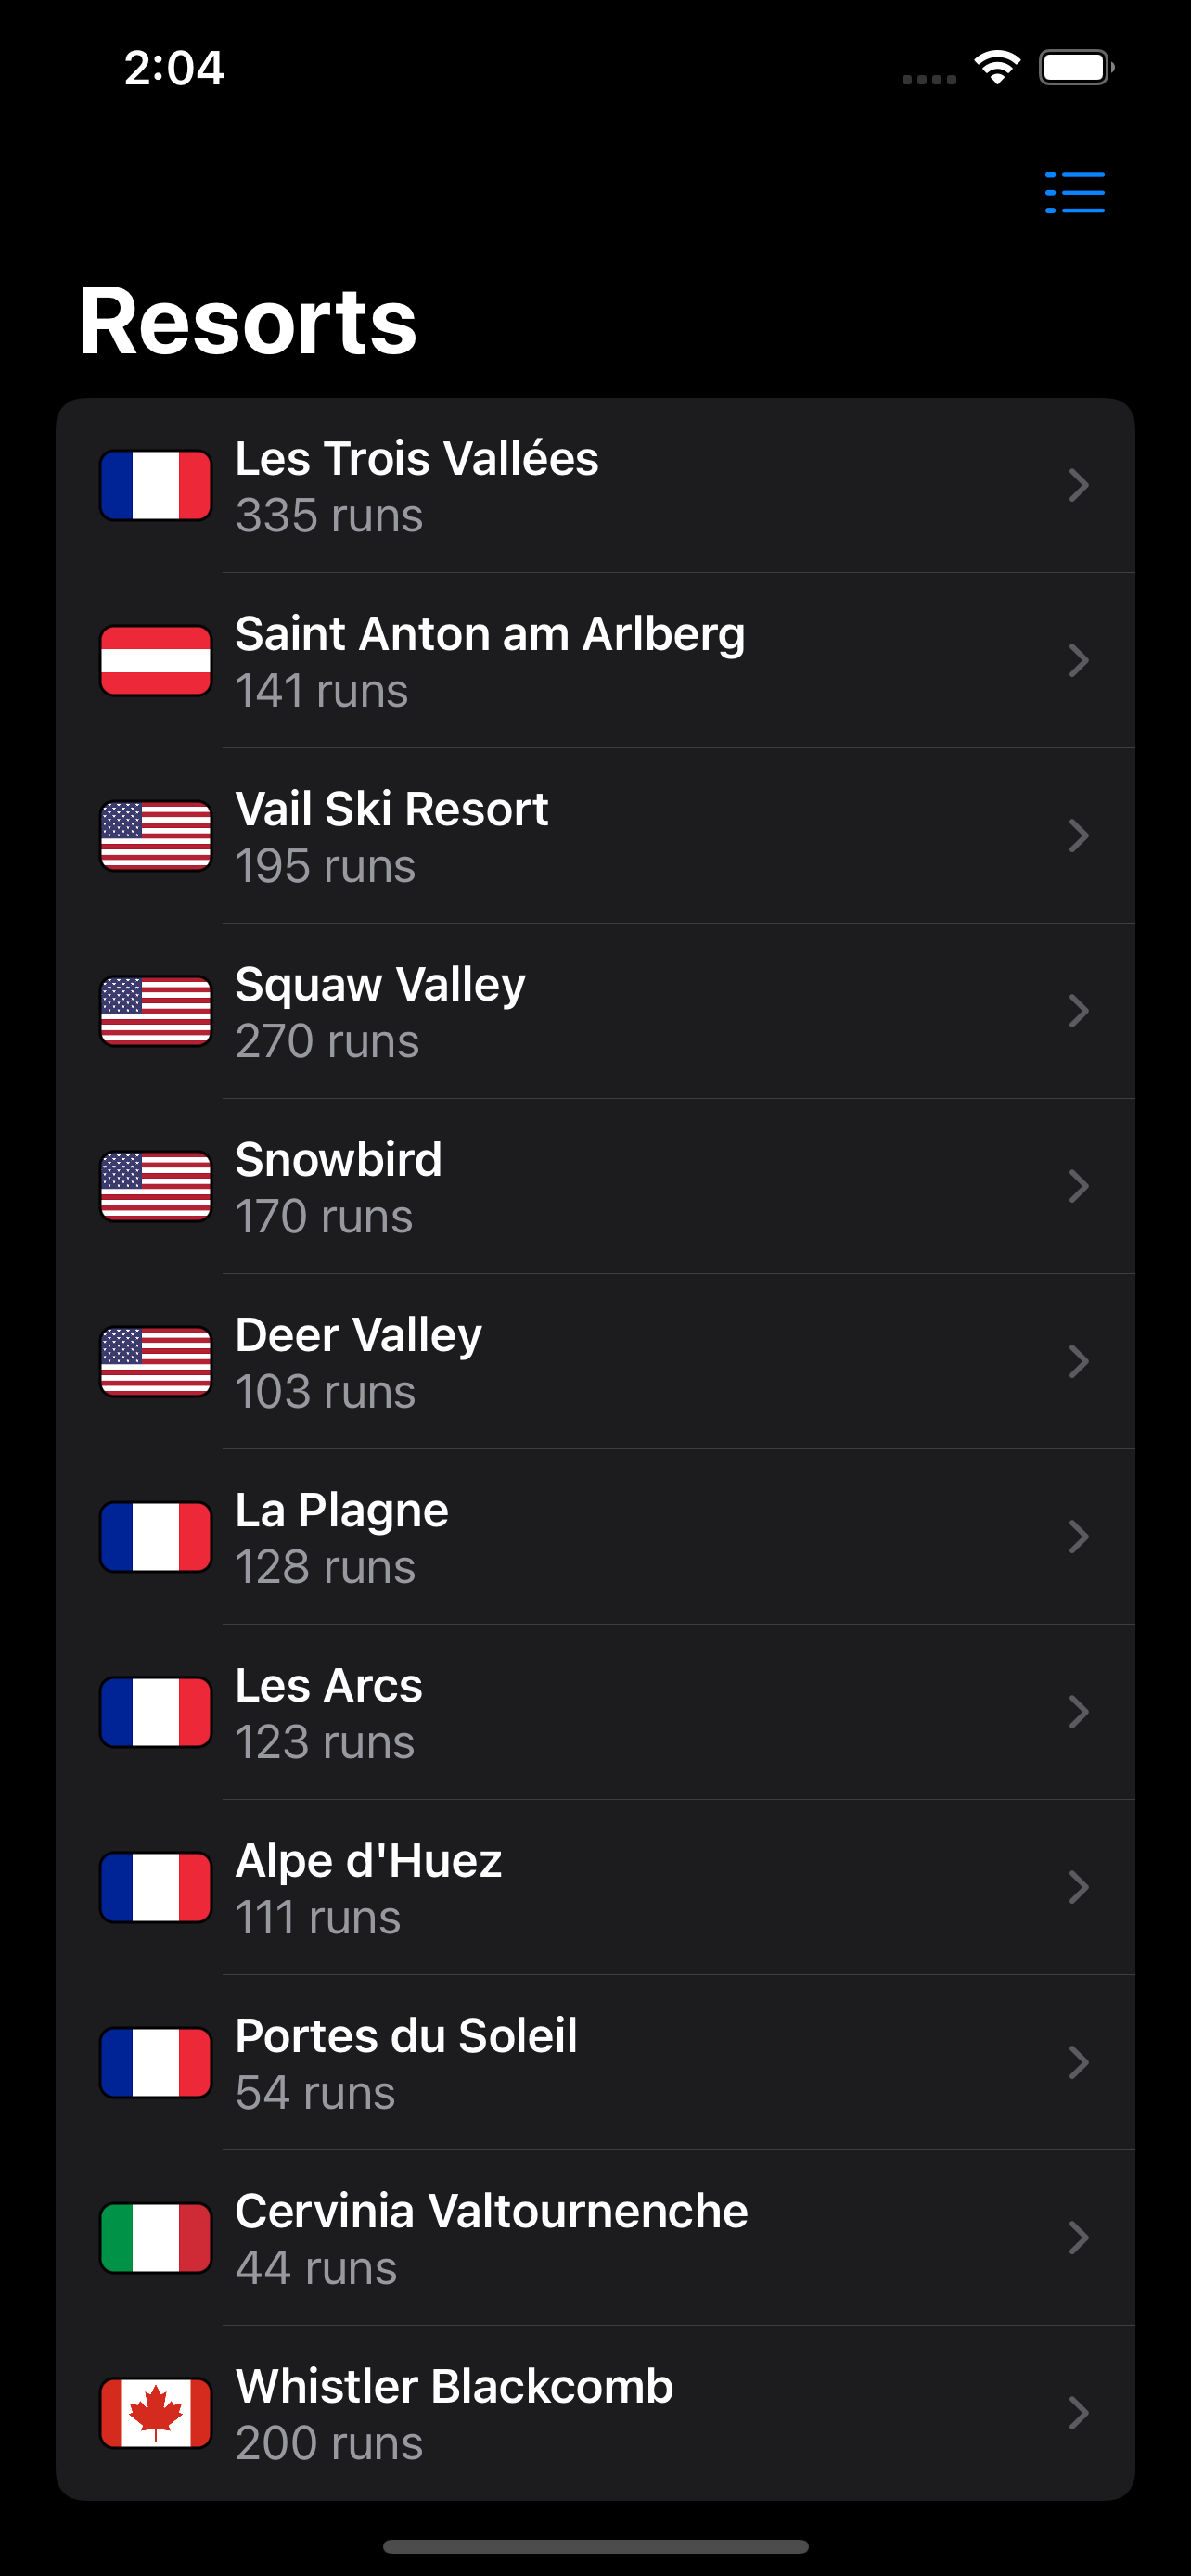 2:04
Resorts
Les Trois Vallées
335 runs
Saint Anton am Arlberg
141 runs
Vail Ski Resort
195 runs
Squaw Valley
270 runs
Snowbird
170 runs
Deer Valley
103 runs
La Plagne
128 runs
Les Arcs
123 runs
Alpe d'Huez
111 runs
Portes du Soleil
54 runs
Cervinia Valtournenche
44 runs
Whistler Blackcomb
200 runs